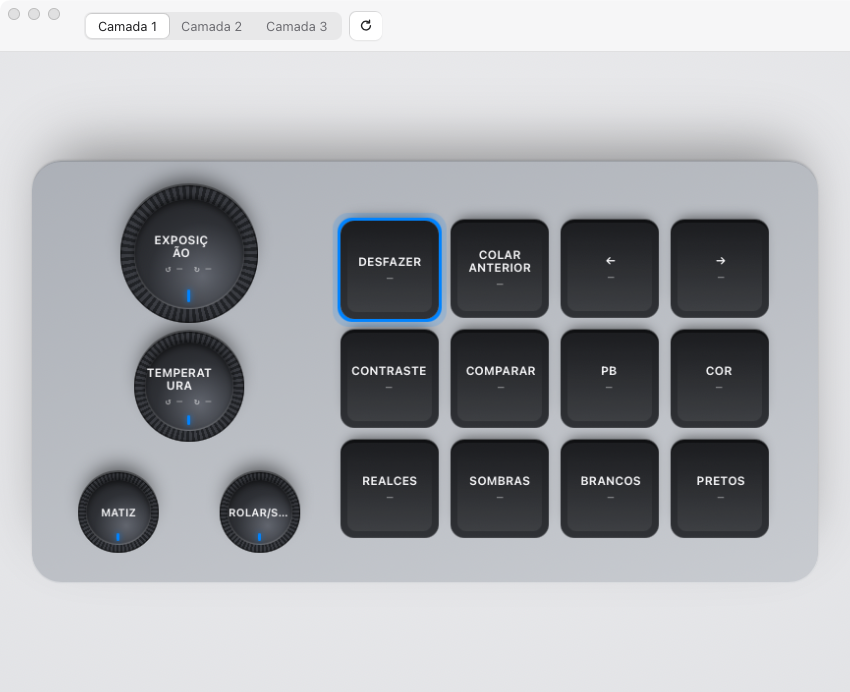 Camada 1
Camada 2
Camada 3
EXPOSIÇ
ÃO
↺ – ↻ –
TEMPERAT
URA
↺ – ↻ –
MATIZ
ROLAR/S...
DESFAZER
–
COLAR
ANTERIOR
–
←
–
→
–
CONTRASTE
–
COMPARAR
–
PB
–
COR
–
REALCES
–
SOMBRAS
–
BRANCOS
–
PRETOS
–